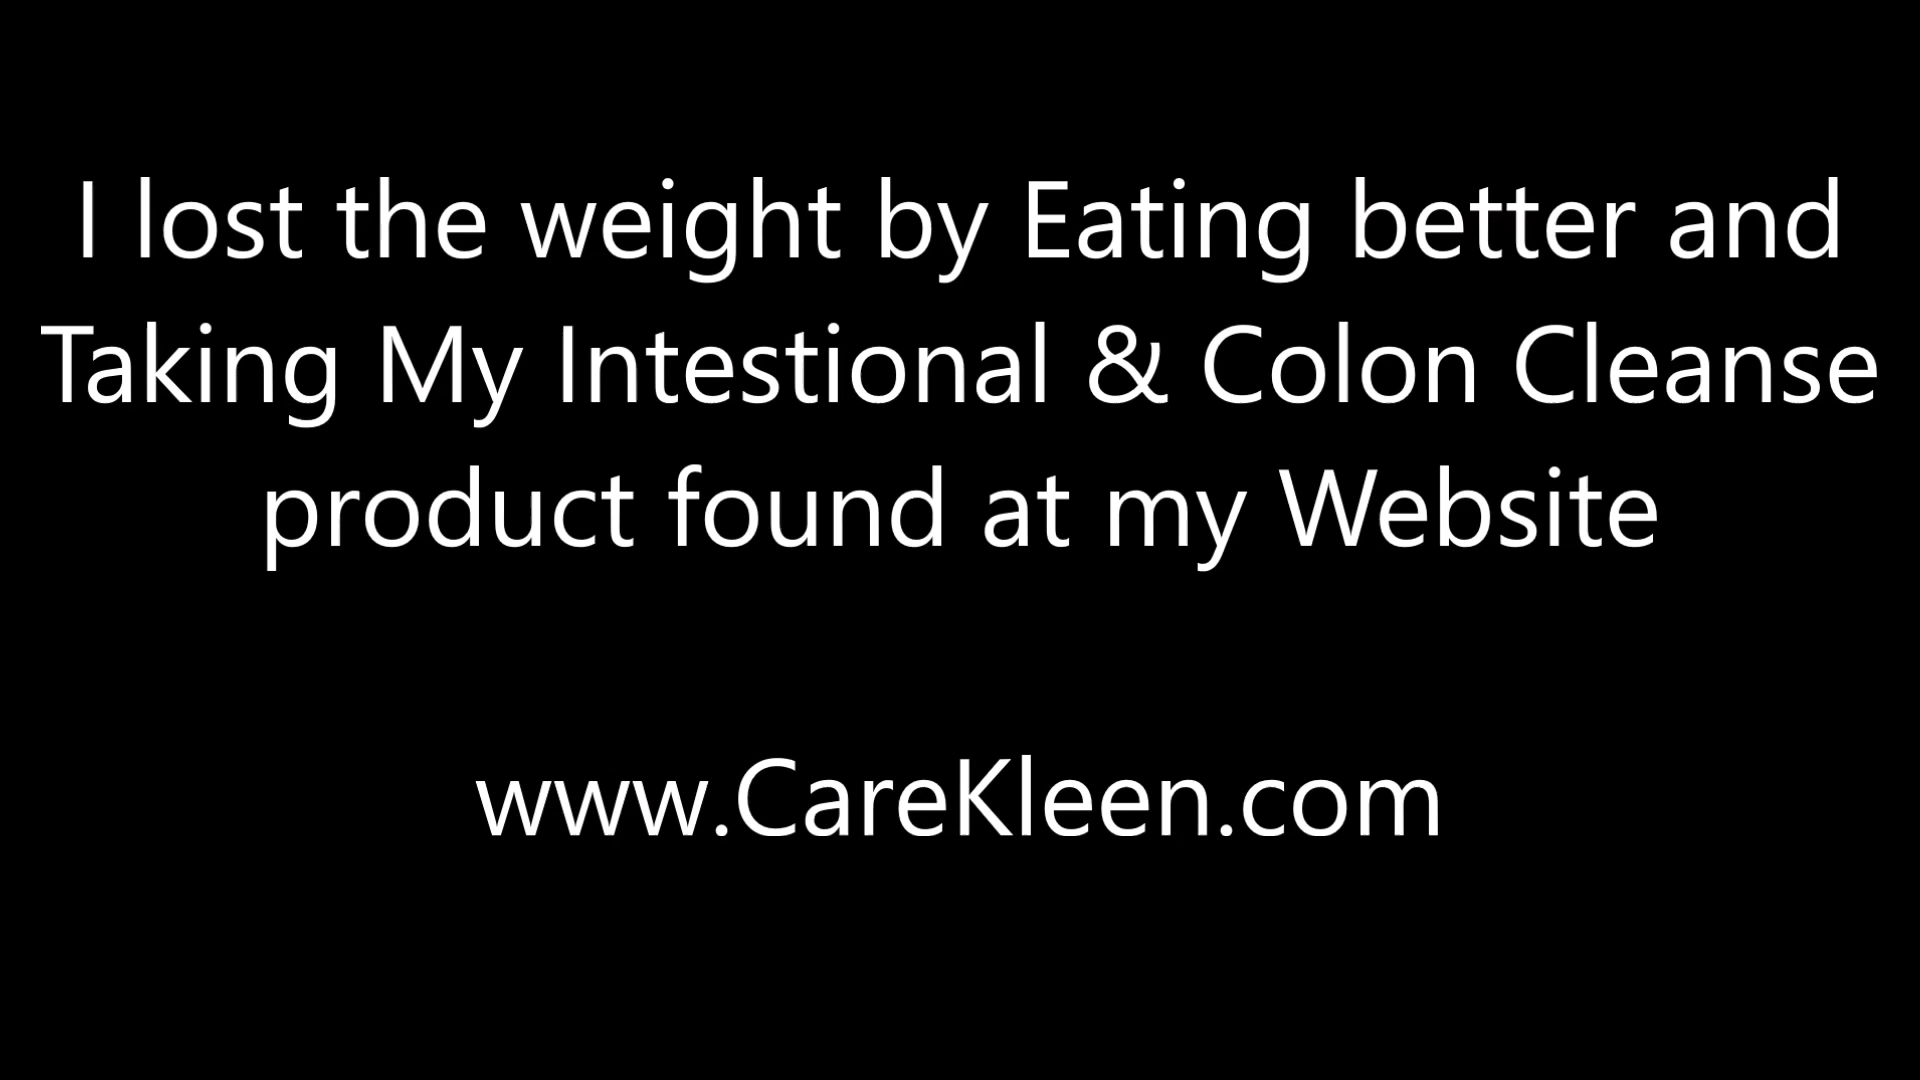 I lost the weight by Eating better and
Taking My Intestional & Colon Cleanse
product found at my Website
www.CareKleen.com